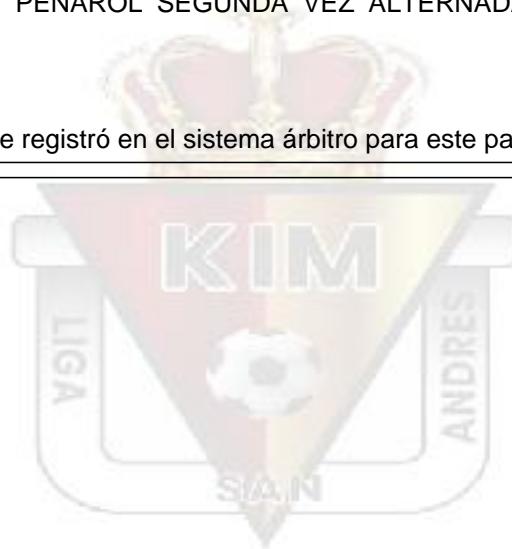 PEÑAROL SEGUNDA VEZ ALTERNADA
e registró en el sistema árbitro para este pa
KIM
LIGA
ANDRES
SAN